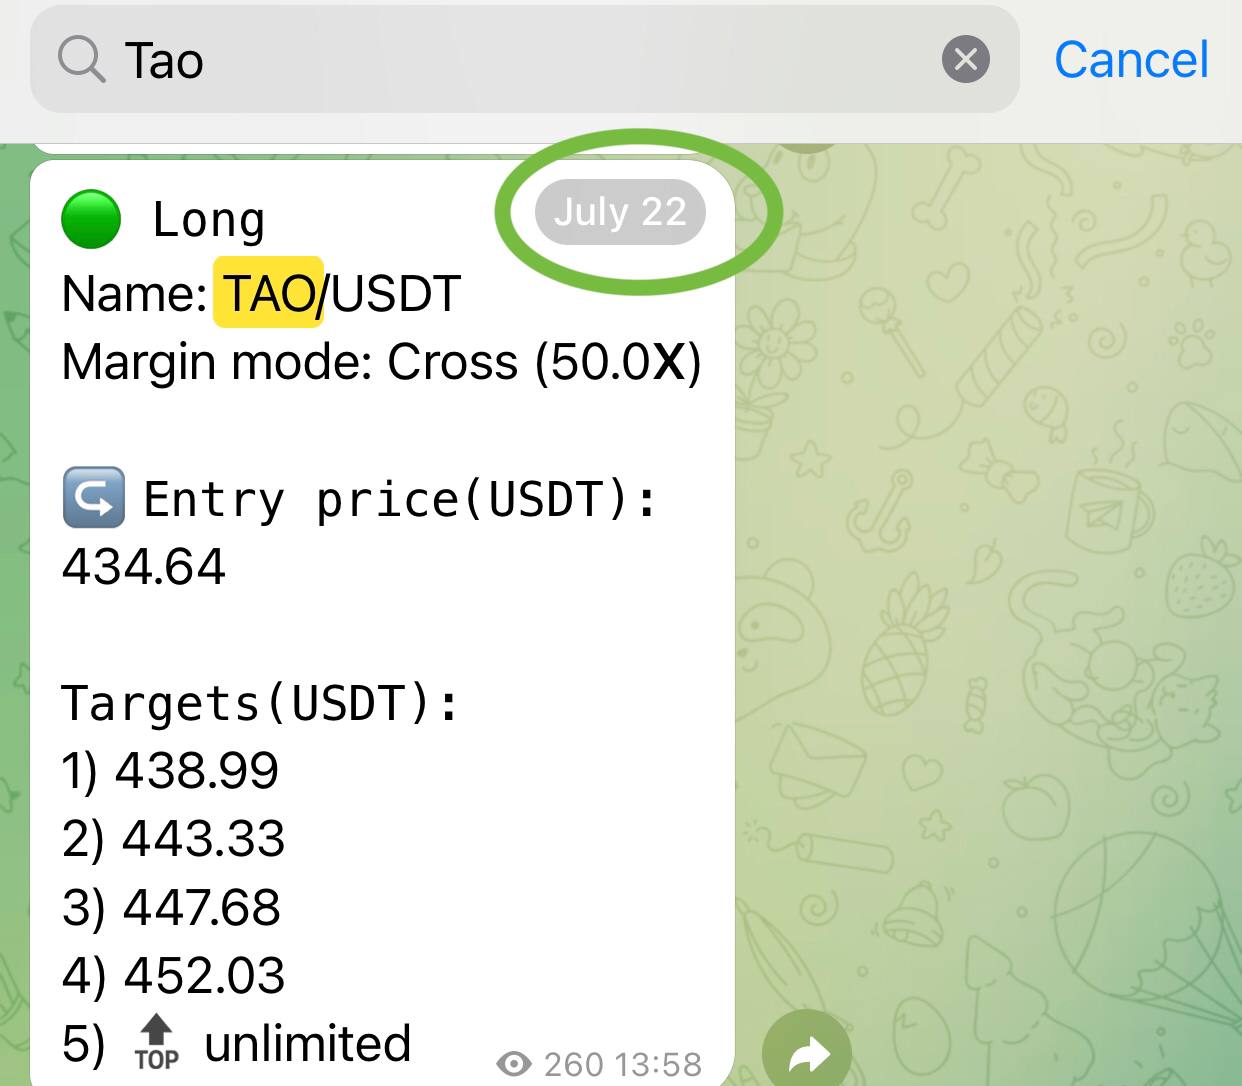 Tao
Cancel
July 22
Long
Name: TAO/USDT
Margin mode: Cross (50.0X)
Entry price(USDT):
434.64
Targets(USDT):
1) 438.99
2) 443.33
3) 447.68
4) 452.03
5) TOP unlimited
260 13:58